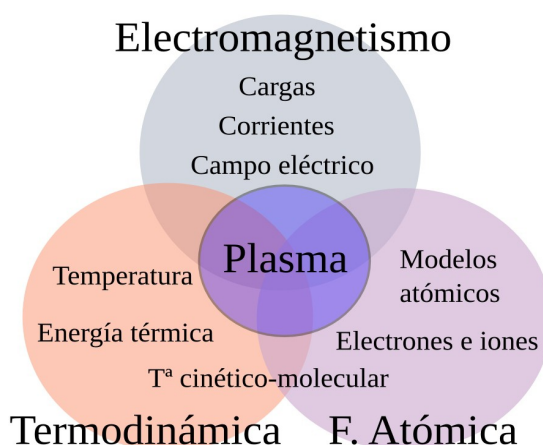 Electromagnetismo
Cargas
Corrientes
Campo eléctrico
Plasma
Temperatura
Energía térmica
Modelos
atómicos
Electrones e iones
Tª cinético-molecular
Termodinámica
F. Atómica